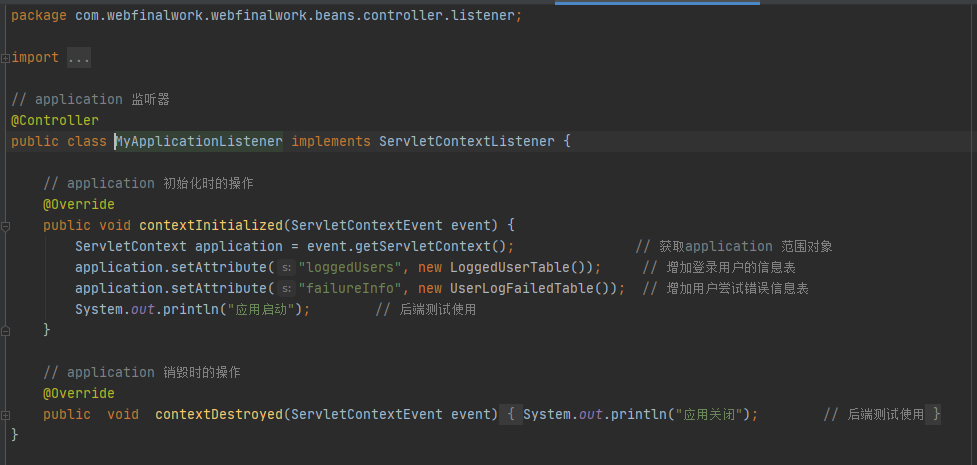 package com.webfinalwork.webfinalwork.beans.controller.listener;
import ...
// application 监听器
@Controller
public class MyApplicationListener implements ServletContextListener {
// application 初始化时的操作
@Override
public void contextInitialized(ServletContextEvent event) {
ServletContext application = event.getServletContext(); // 获取application 范围对象
application.setAttribute( s: "loggedUsers", new LoggedUserTable()); // 增加登录用户的信息表
application.setAttribute( s: "failureInfo", new UserLogFailedTable()); // 增加用户尝试错误信息表
System.out.println("应用启动"); // 后端测试使用
}
// application 销毁时的操作
@Override
public void contextDestroyed(ServletContextEvent event) { System.out.println("应用关闭"); // 后端测试使用 }
}